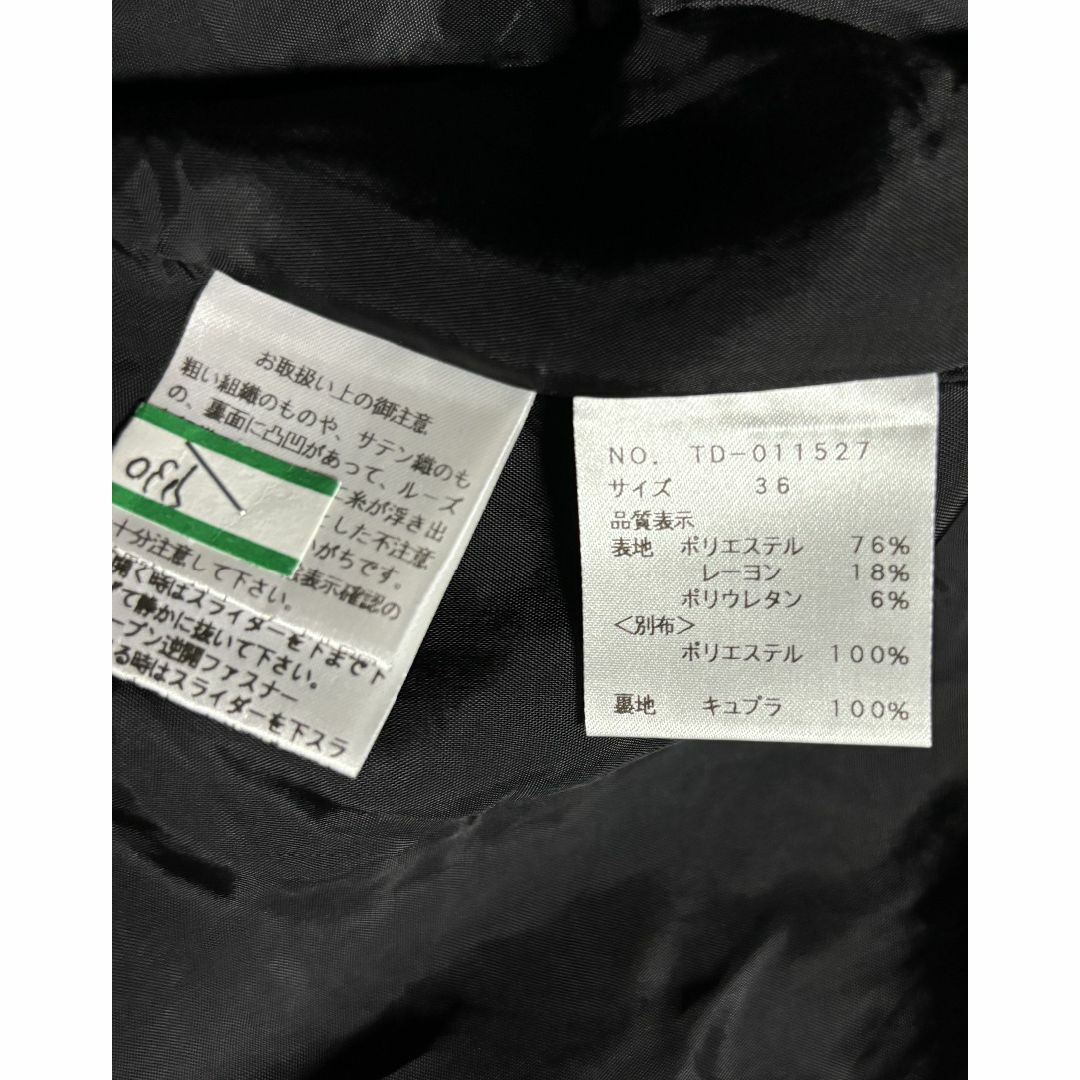 お取扱い上の御注意
粗い組織のものや、サテン織のも
の、裏面に凸凹があって、ルーズ
糸が浮き出
した不注意
がちです。
表示確認の
十分注意して下さい。
開く時はスライダーを下まで下
げて静かに抜いて下さい。
ープン逆開ファスナー
る時はスライダーを下スラ
NO. TD-011527
サイズ 36
品質表示
表地 ポリエステル 76%
レーヨン 18%
ポリウレタン 6%
<別布>
ポリエステル 100%
裏地 キュプラ 100%